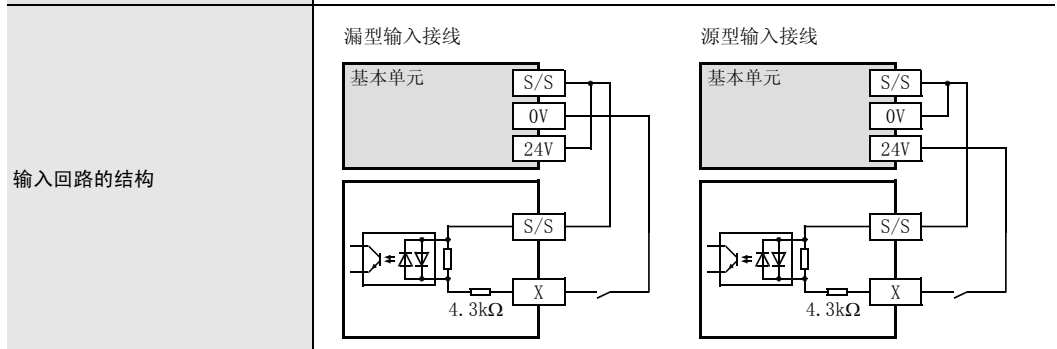 输入回路的结构
漏型输入接线
基本单元
S/S
0V
24V
S/S
X
4.3kΩ
源型输入接线
基本单元
S/S
0V
24V
S/S
X
4.3kΩ